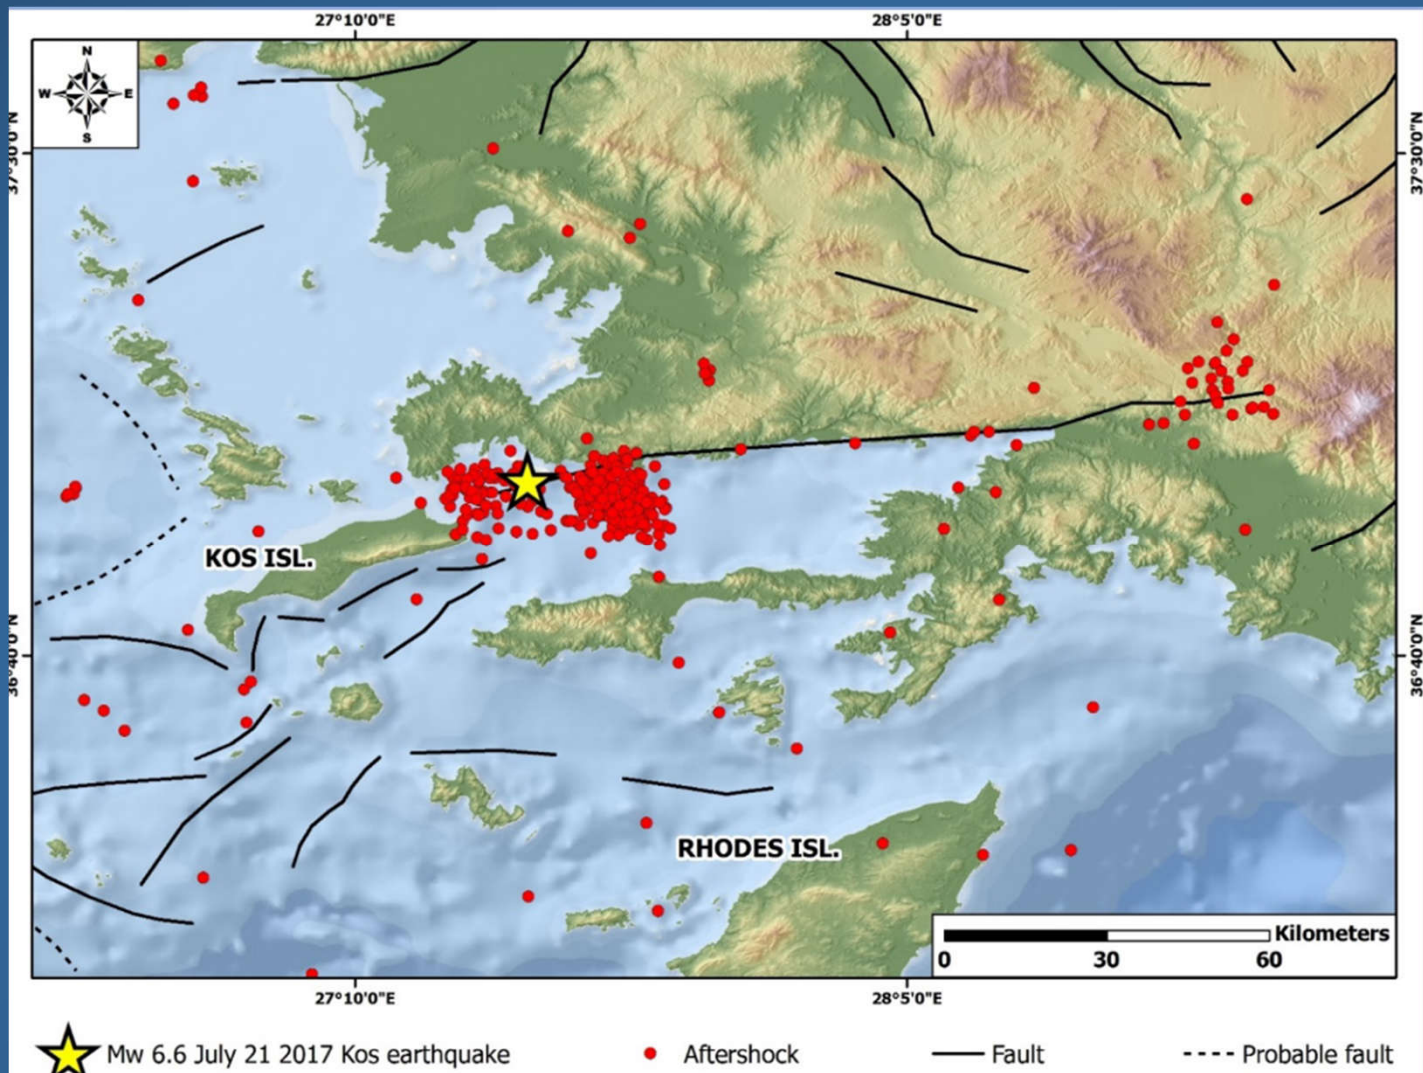 27°10'0"E
28°5'0"E
N
W
E
S
37°30'0"N
37°30'0"N
KOS ISL.
36°40'0"N
36°40'0"N
RHODES ISL.
Kilometers
0
30
60
27°10'0"E
28°5'0"E
Mw 6.6 July 21 2017 Kos earthquake
Aftershock
Fault
Probable fault